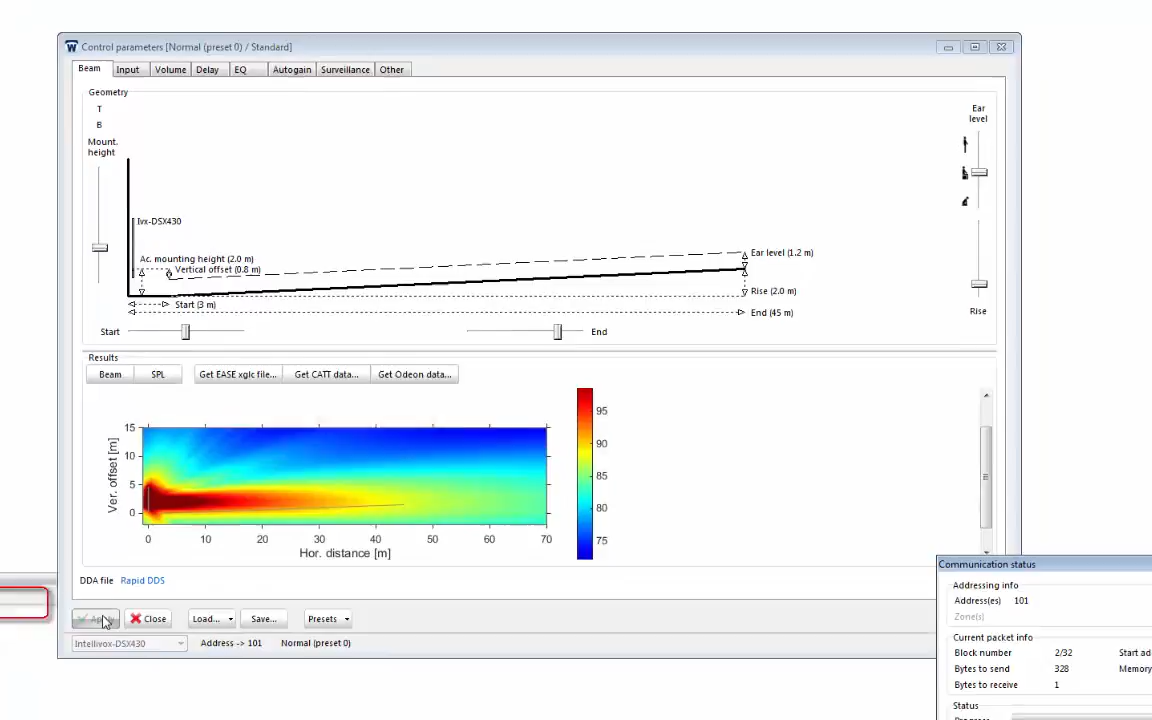 Control parameters [Normal (preset 0) / Standard]
Beam Input Volume Delay EQ Autogain Surveillance Other
Geometry
T
B
Mount.
height
Ear
level
Ivx-DSX430
Ac. mounting height (2.0 m)
Vertical offset (0.8 m)
Ear level (1.2 m)
Rise (2.0 m)
Start (3 m)
End (45 m)
Rise
Start
End
Results
Beam SPL Get EASE xglc file... Get CATT data... Get Odeon data...
95
90
85
80
75
15
10
5
0
Ver. offset [m]
0 10 20 30 40 50 60 70
Hor. distance [m]
DDA file Rapid DDS
Close Load... Save... Presets
Intellivox-DSX430 Address -> 101 Normal (preset 0)
Communication status
Addressing info
Address(es) 101
Zone(s)
Current packet info
Block number 2/32 Start ad
Bytes to send 328 Memory
Bytes to receive 1
Status